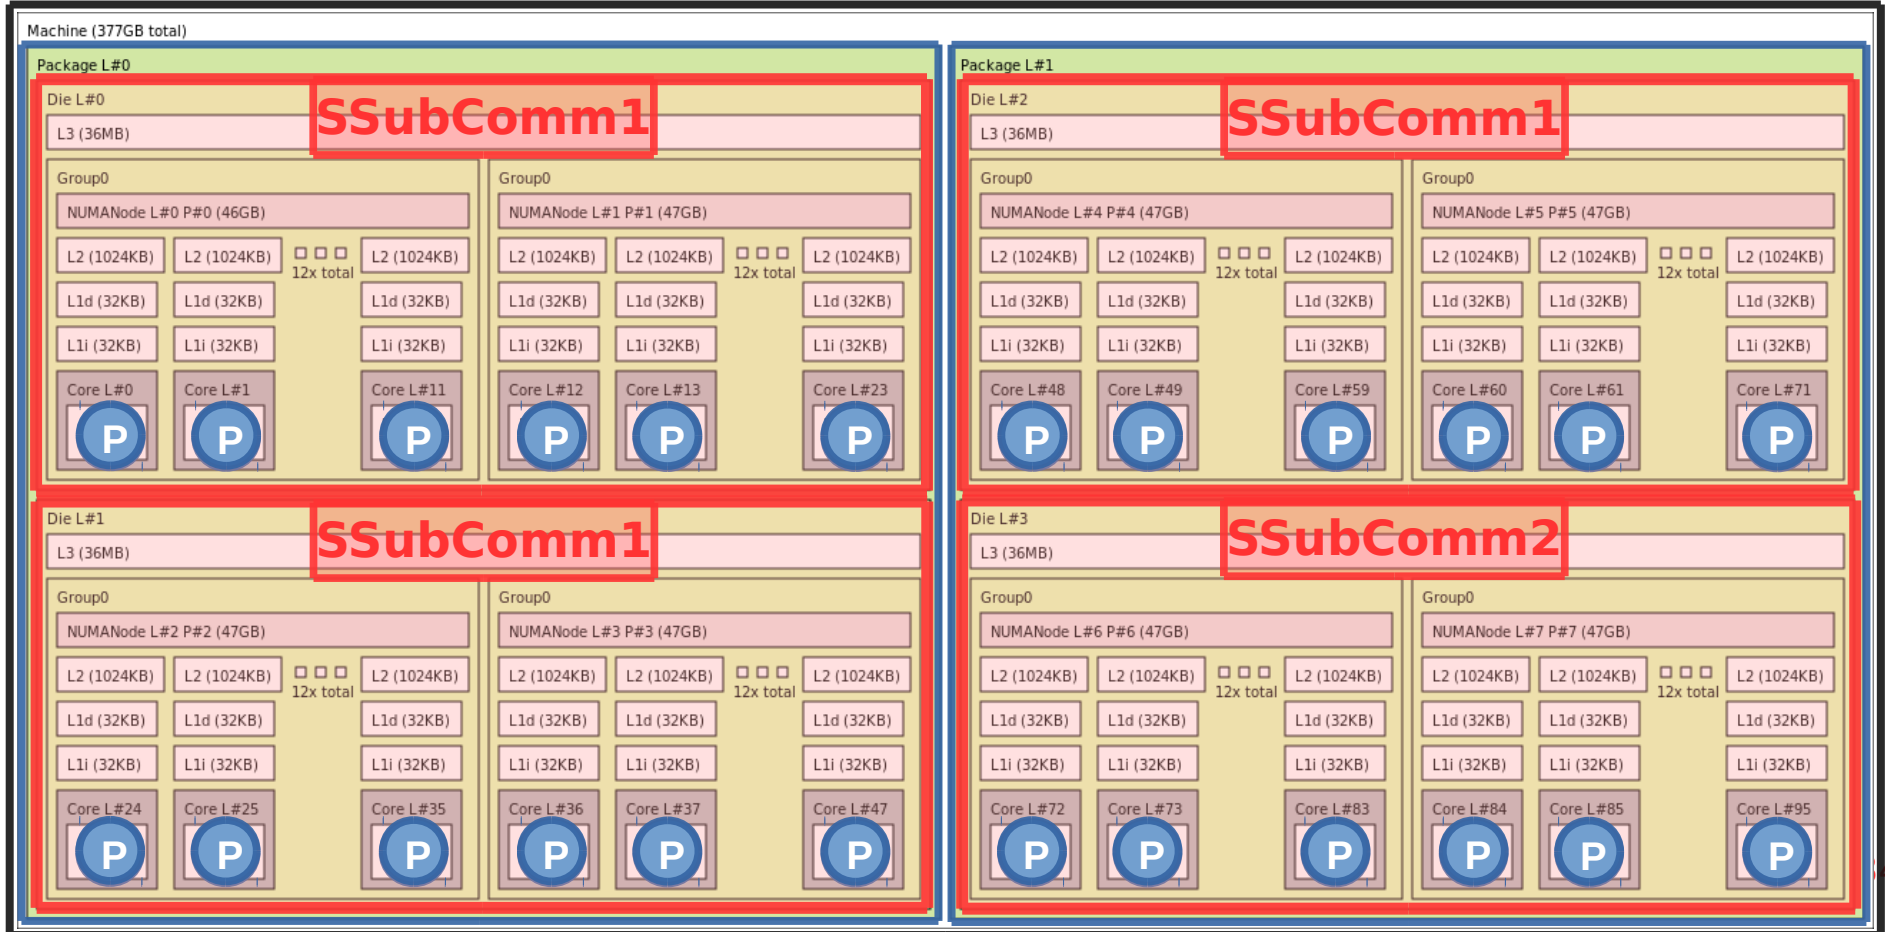 Machine (377GB total)
Package L#0
Die L#0
SSubComm1
L3 (36MB)
Group0
NUMANode L#0 P#0 (46GB)
L2 (1024KB) L2 (1024KB) 12x total L2 (1024KB)
L1d (32KB) L1d (32KB) L1d (32KB)
L1i (32KB) L1i (32KB) L1i (32KB)
Core L#0 Core L#1 Core L#11
P P P
Group0
NUMANode L#1 P#1 (47GB)
L2 (1024KB) L2 (1024KB) 12x total L2 (1024KB)
L1d (32KB) L1d (32KB) L1d (32KB)
L1i (32KB) L1i (32KB) L1i (32KB)
Core L#12 Core L#13 Core L#23
P P P
Die L#1
SSubComm1
L3 (36MB)
Group0
NUMANode L#2 P#2 (47GB)
L2 (1024KB) L2 (1024KB) 12x total L2 (1024KB)
L1d (32KB) L1d (32KB) L1d (32KB)
L1i (32KB) L1i (32KB) L1i (32KB)
Core L#24 Core L#25 Core L#35
P P P
Group0
NUMANode L#3 P#3 (47GB)
L2 (1024KB) L2 (1024KB) 12x total L2 (1024KB)
L1d (32KB) L1d (32KB) L1d (32KB)
L1i (32KB) L1i (32KB) L1i (32KB)
Core L#36 Core L#37 Core L#47
P P P
Package L#1
Die L#2
SSubComm1
L3 (36MB)
Group0
NUMANode L#4 P#4 (47GB)
L2 (1024KB) L2 (1024KB) 12x total L2 (1024KB)
L1d (32KB) L1d (32KB) L1d (32KB)
L1i (32KB) L1i (32KB) L1i (32KB)
Core L#48 Core L#49 Core L#59
P P P
Group0
NUMANode L#5 P#5 (47GB)
L2 (1024KB) L2 (1024KB) 12x total L2 (1024KB)
L1d (32KB) L1d (32KB) L1d (32KB)
L1i (32KB) L1i (32KB) L1i (32KB)
Core L#60 Core L#61 Core L#71
P P P
Die L#3
SSubComm2
L3 (36MB)
Group0
NUMANode L#6 P#6 (47GB)
L2 (1024KB) L2 (1024KB) 12x total L2 (1024KB)
L1d (32KB) L1d (32KB) L1d (32KB)
L1i (32KB) L1i (32KB) L1i (32KB)
Core L#72 Core L#73 Core L#83
P P P
Group0
NUMANode L#7 P#7 (47GB)
L2 (1024KB) L2 (1024KB) 12x total L2 (1024KB)
L1d (32KB) L1d (32KB) L1d (32KB)
L1i (32KB) L1i (32KB) L1i (32KB)
Core L#84 Core L#85 Core L#95
P P P